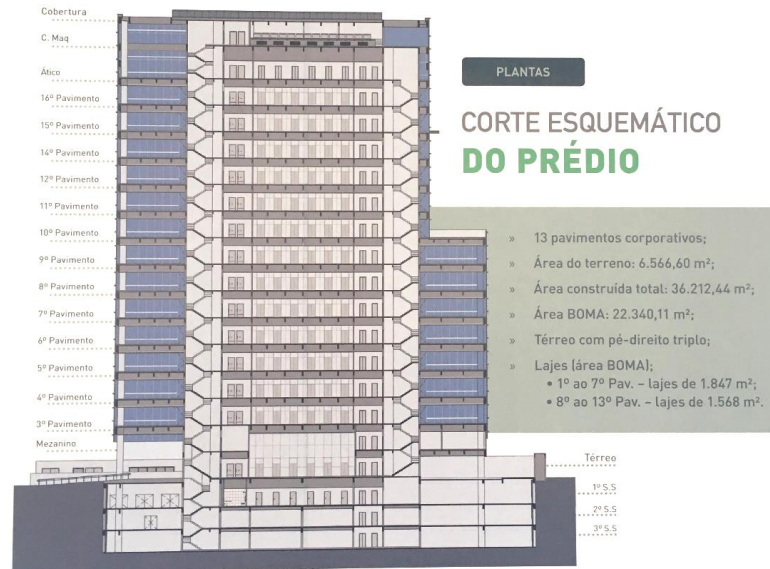 Cobertura
C. Maq
Ático
16º Pavimento
15º Pavimento
14º Pavimento
12º Pavimento
11º Pavimento
10º Pavimento
9º Pavimento
8º Pavimento
7º Pavimento
6º Pavimento
5º Pavimento
4º Pavimento
3º Pavimento
Mezanino
PLANTAS
CORTE ESQUEMÁTICO
DO PRÉDIO
» 13 pavimentos corporativos;
» Área do terreno: 6.566,60 m²;
» Área construída total: 36.212,44 m²;
» Área BOMA: 22.340,11 m²;
» Térreo com pé-direito triplo;
» Lajes (área BOMA);
• 1º ao 7º Pav. – lajes de 1.847 m²;
• 8º ao 13º Pav. – lajes de 1.568 m².
Térreo
1º S.S
2º S.S
3º S.S